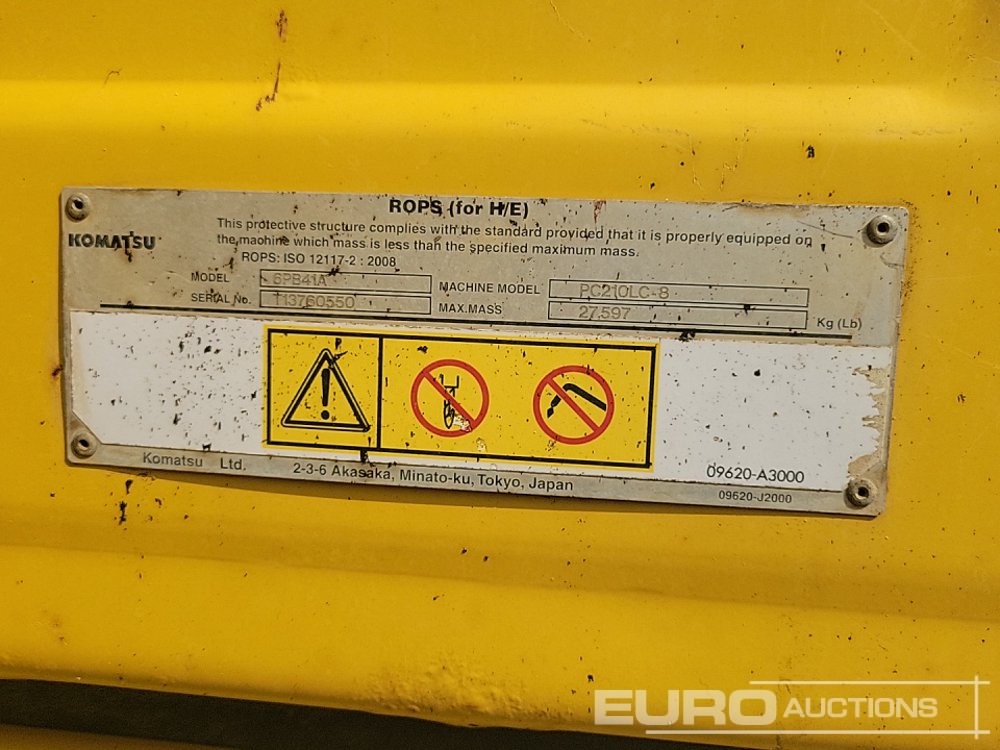 ROPS (for H/E)
KOMATSU
This protective structure complies with the standard provided that it is properly equipped on
the machine which mass is less than the specified maximum mass.
ROPS: ISO 12117-2 : 2008
MODEL 6PB41A MACHINE MODEL PC210LC-8
SERIAL No. 113760550 MAX.MASS 27,597 Kg (Lb)
09620-A3000
Komatsu Ltd. 2-3-6 Akasaka, Minato-ku, Tokyo, Japan 09620-J2000
EURO AUCTIONS